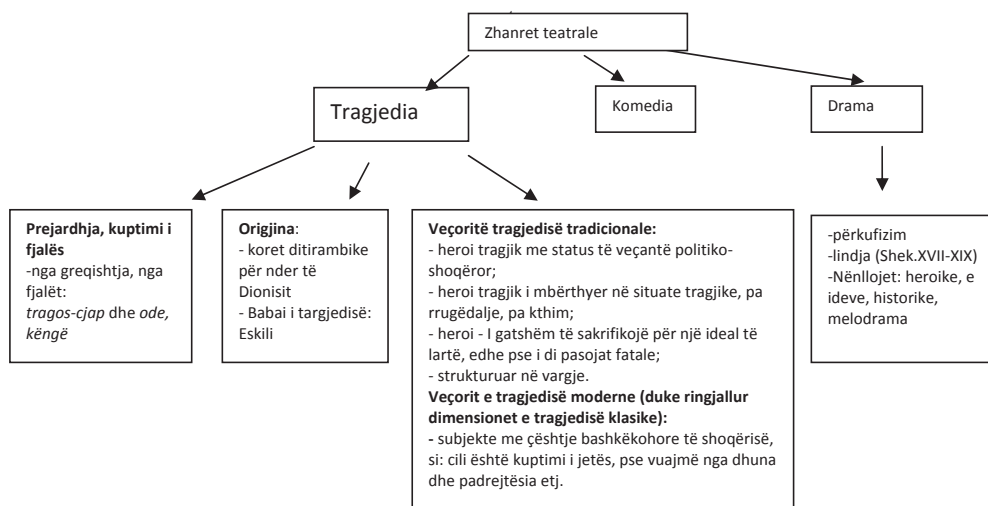 Zhanret teatrale
Tragjedia
Komedia
Drama
Prejardhja, kuptimi i
fjalës
-nga greqishtja, nga
fjalët:
tragos-cjap dhe ode,
këngë
Origjina:
- koret ditirambike
për nder të
Dionisit
- Babai i targjedisë:
Eskili
Veçoritë tragjedisë tradicionale:
- heroi tragjik me status të veçantë politiko-
shoqëror;
- heroi tragjik i mbërthyer në situate tragjike, pa
rrugëdalje, pa kthim;
- heroi - I gatshëm të sakrifikojë për një ideal të
lartë, edhe pse i di pasojat fatale;
- strukturuar në vargje.
Veçorit e tragjedisë moderne (duke ringjallur
dimensionet e tragjedisë klasike):
- subjekte me çështje bashkëkohore të shoqërisë,
si: cili është kuptimi i jetës, pse vuajmë nga dhuna
dhe padrejtësia etj.
-përkufizim
-lindja (Shek.XVII-XIX)
-Nënllojet: heroike, e
ideve, historike,
melodrama